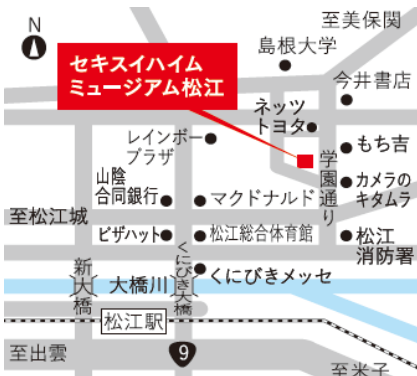 至美保関
N
島根大学
セキスイハイム
ミュージアム松江
今井書店
ネッツ
トヨタ
レインボー
プラザ
もち吉
学園通り
山陰
合同銀行
カメラの
キタムラ
マクドナルド
至松江城
ピザハット
松江総合体育館
松江
消防署
くにびき大橋
くにびきメッセ
新大橋
大橋川
松江駅
9
至出雲
至米子